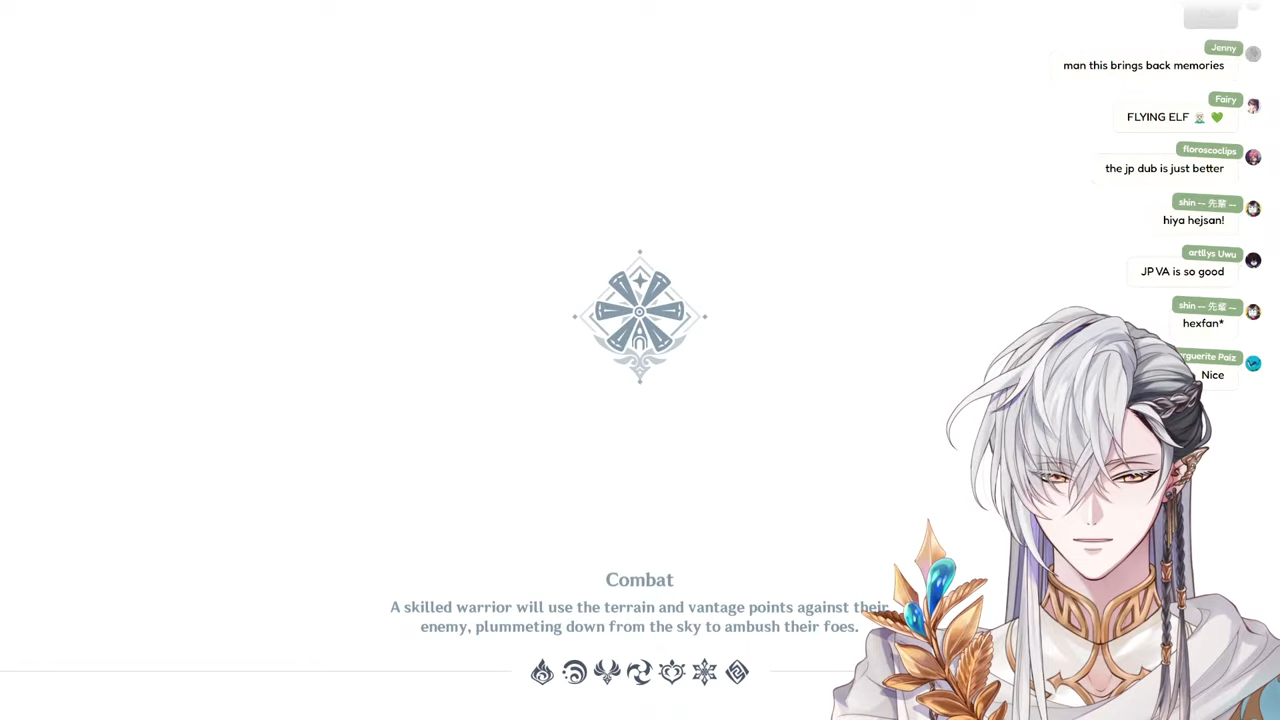 Jenny
man this brings back memories
Fairy
FLYING ELF 🧝🏻 💚
floroscoclips
the jp dub is just better
shin -- 先輩 --
hiya hejsan!
artllys Uwu
JP VA is so good
shin -- 先輩 --
hexfan*
rguerite Paiz
Nice
Combat
A skilled warrior will use the terrain and vantage points against their
enemy, plummeting down from the sky to ambush their foes.